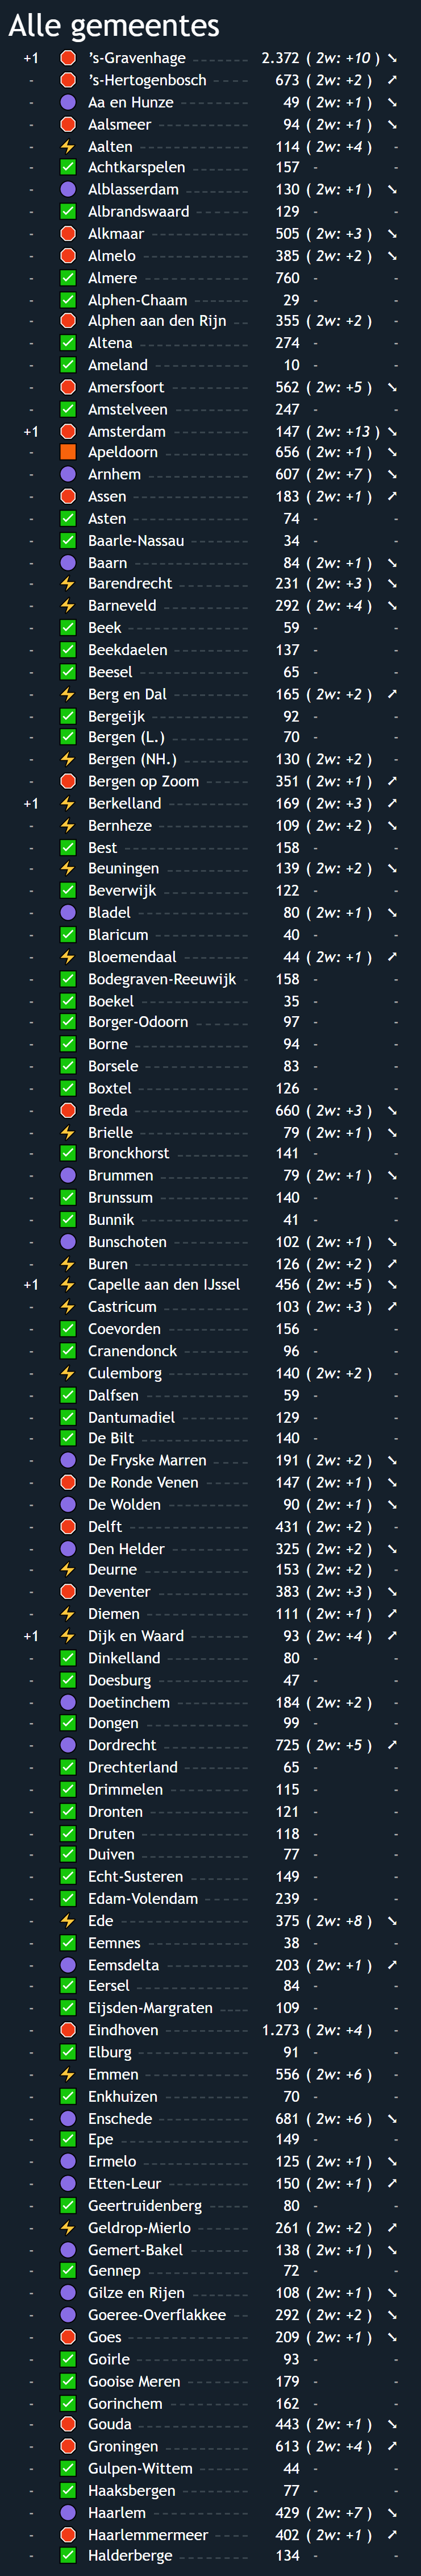 Alle gemeentes
+1 's-Gravenhage 2.372 ( 2w: +10 ) ➘
- 's-Hertogenbosch 673 ( 2w: +2 ) ➚
- Aa en Hunze 49 ( 2w: +1 ) ➘
- Aalsmeer 94 ( 2w: +1 ) ➘
- Aalten 114 ( 2w: +4 ) -
- Achtkarspelen 157 - -
- Alblasserdam 130 ( 2w: +1 ) ➘
- Albrandswaard 129 - -
- Alkmaar 505 ( 2w: +3 ) ➘
- Almelo 385 ( 2w: +2 ) ➘
- Almere 760 - -
- Alphen-Chaam 29 - -
- Alphen aan den Rijn 355 ( 2w: +2 ) -
- Altena 274 - -
- Ameland 10 - -
- Amersfoort 562 ( 2w: +5 ) ➘
- Amstelveen 247 - -
+1 Amsterdam 147 ( 2w: +13 ) ➘
- Apeldoorn 656 ( 2w: +1 ) ➘
- Arnhem 607 ( 2w: +7 ) ➘
- Assen 183 ( 2w: +1 ) ➚
- Asten 74 - -
- Baarle-Nassau 34 - -
- Baarn 84 ( 2w: +1 ) ➘
- Barendrecht 231 ( 2w: +3 ) ➘
- Barneveld 292 ( 2w: +4 ) ➘
- Beek 59 - -
- Beekdaelen 137 - -
- Beesel 65 - -
- Berg en Dal 165 ( 2w: +2 ) ➚
- Bergeijk 92 - -
- Bergen (L.) 70 - -
- Bergen (NH.) 130 ( 2w: +2 ) -
- Bergen op Zoom 351 ( 2w: +1 ) ➚
+1 Berkelland 169 ( 2w: +3 ) ➚
- Bernheze 109 ( 2w: +2 ) ➘
- Best 158 - -
- Beuningen 139 ( 2w: +2 ) ➘
- Beverwijk 122 - -
- Bladel 80 ( 2w: +1 ) ➘
- Blaricum 40 - -
- Bloemendaal 44 ( 2w: +1 ) ➚
- Bodegraven-Reeuwijk 158 - -
- Boekel 35 - -
- Borger-Odoorn 97 - -
- Borne 94 - -
- Borsele 83 - -
- Boxtel 126 - -
- Breda 660 ( 2w: +3 ) ➘
- Brielle 79 ( 2w: +1 ) ➘
- Bronckhorst 141 - -
- Brummen 79 ( 2w: +1 ) ➘
- Brunssum 140 - -
- Bunnik 41 - -
- Bunschoten 102 ( 2w: +1 ) ➘
- Buren 126 ( 2w: +2 ) ➚
+1 Capelle aan den IJssel 456 ( 2w: +5 ) ➘
- Castricum 103 ( 2w: +3 ) ➚
- Coevorden 156 - -
- Cranendonck 96 - -
- Culemborg 140 ( 2w: +2 ) -
- Dalfsen 59 - -
- Dantumadiel 129 - -
- De Bilt 140 - -
- De Fryske Marren 191 ( 2w: +2 ) ➘
- De Ronde Venen 147 ( 2w: +1 ) ➘
- De Wolden 90 ( 2w: +1 ) ➘
- Delft 431 ( 2w: +2 ) -
- Den Helder 325 ( 2w: +2 ) ➘
- Deurne 153 ( 2w: +2 ) -
- Deventer 383 ( 2w: +3 ) ➘
- Diemen 111 ( 2w: +1 ) ➚
+1 Dijk en Waard 93 ( 2w: +4 ) ➚
- Dinkelland 80 - -
- Doesburg 47 - -
- Doetinchem 184 ( 2w: +2 ) -
- Dongen 99 - -
- Dordrecht 725 ( 2w: +5 ) ➚
- Drechterland 65 - -
- Drimmelen 115 - -
- Dronten 121 - -
- Druten 118 - -
- Duiven 77 - -
- Echt-Susteren 149 - -
- Edam-Volendam 239 - -
- Ede 375 ( 2w: +8 ) ➘
- Eemnes 38 - -
- Eemsdelta 203 ( 2w: +1 ) ➚
- Eersel 84 - -
- Eijsden-Margraten 109 - -
- Eindhoven 1.273 ( 2w: +4 ) -
- Elburg 91 - -
- Emmen 556 ( 2w: +6 ) -
- Enkhuizen 70 - -
- Enschede 681 ( 2w: +6 ) ➘
- Epe 149 - -
- Ermelo 125 ( 2w: +1 ) ➘
- Etten-Leur 150 ( 2w: +1 ) ➚
- Geertruidenberg 80 - -
- Geldrop-Mierlo 261 ( 2w: +2 ) ➚
- Gemert-Bakel 138 ( 2w: +1 ) ➘
- Gennep 72 - -
- Gilze en Rijen 108 ( 2w: +1 ) ➘
- Goeree-Overflakkee 292 ( 2w: +2 ) ➘
- Goes 209 ( 2w: +1 ) ➘
- Goirle 93 - -
- Gooise Meren 179 - -
- Gorinchem 162 - -
- Gouda 443 ( 2w: +1 ) ➘
- Groningen 613 ( 2w: +4 ) ➚
- Gulpen-Wittem 44 - -
- Haaksbergen 77 - -
- Haarlem 429 ( 2w: +7 ) ➘
- Haarlemmermeer 402 ( 2w: +1 ) ➚
- Halderberge 134 - -